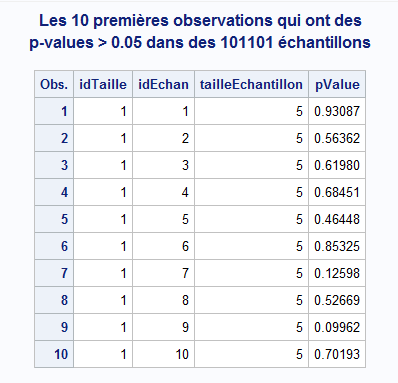 Les 10 premières observations qui ont des
p-values > 0.05 dans des 101101 échantillons
Obs. idTaille idEchan tailleEchantillon pValue
1 1 1 5 0.93087
2 1 2 5 0.56362
3 1 3 5 0.61980
4 1 4 5 0.68451
5 1 5 5 0.46448
6 1 6 5 0.85325
7 1 7 5 0.12598
8 1 8 5 0.52669
9 1 9 5 0.09962
10 1 10 5 0.70193